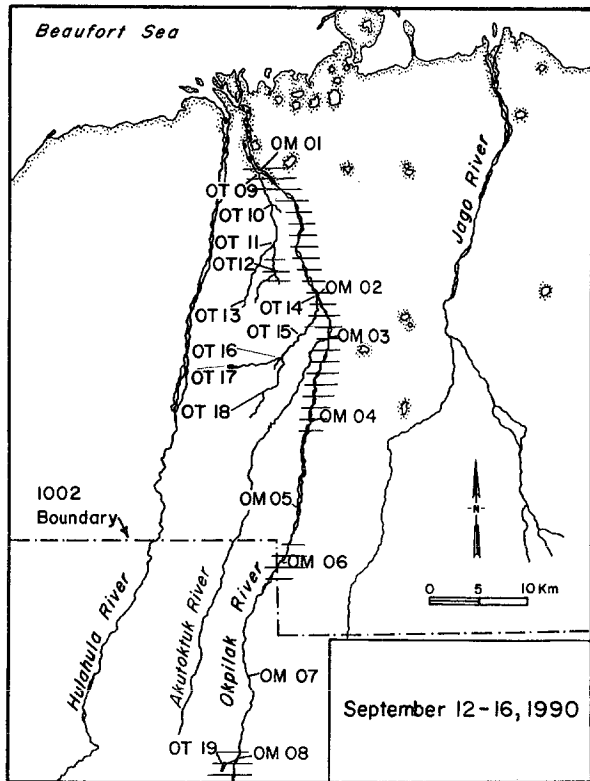 Beaufort Sea
OM 01
OT 09
OT 10
OT 11
OT 12
OM 02
OT 14
OT 13
OT 15
OM 03
OT 16
OT 17
OT 18
OM 04
Jago River
1002
Boundary
OM 05
N
OM 06
0 5 10 Km
Hulahula River
Akutoktuk River
Okpilak River
OM 07
September 12-16, 1990
OT 19
OM 08